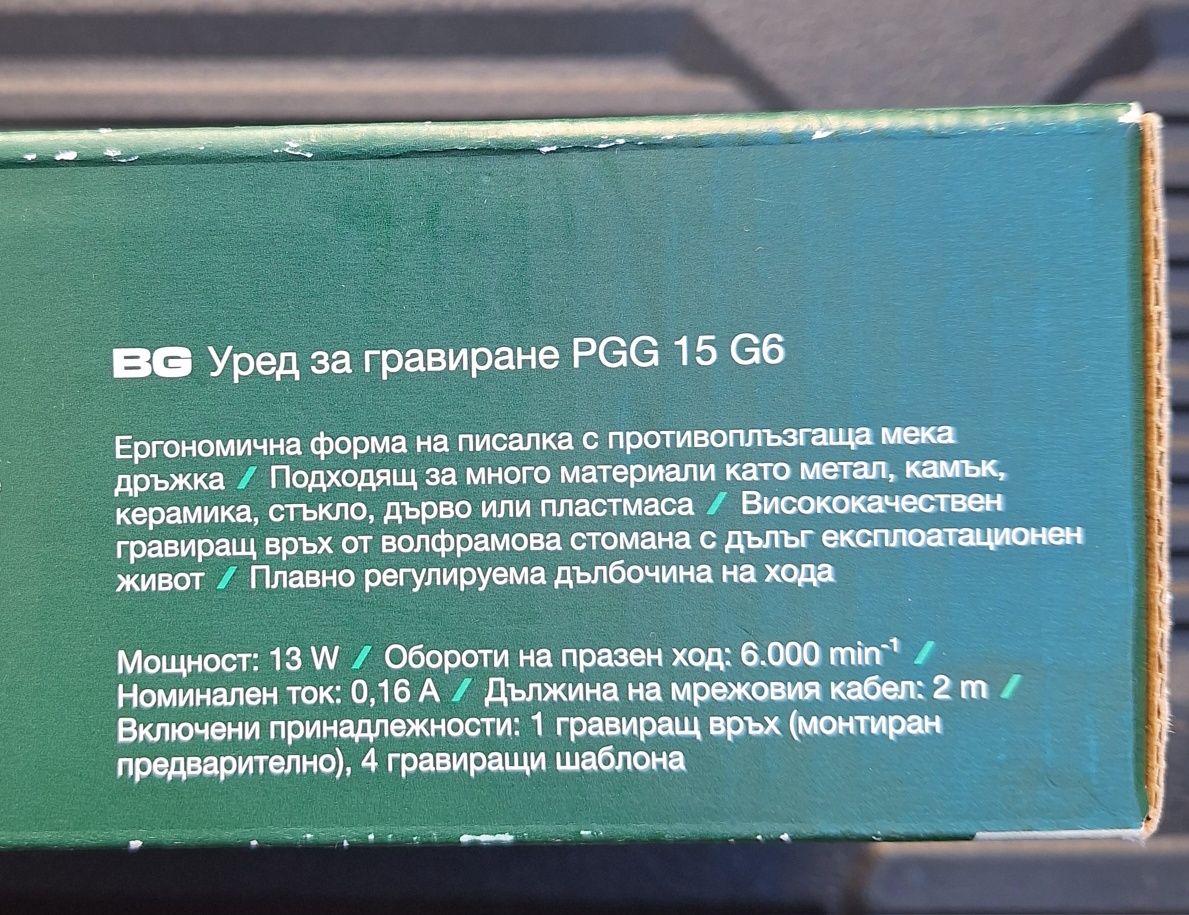 BG Уред за гравиране PGG 15 G6
Ергономична форма на писалка с противоплъзгаща мека
дръжка / Подходящ за много материали като метал, камък,
керамика, стъкло, дърво или пластмаса / Висококачествен
гравиращ връх от волфрамова стомана с дълъг експлоатационен
живот / Плавно регулируема дълбочина на хода
Мощност: 13 W / Обороти на празен ход: 6.000 min⁻¹ /
Номинален ток: 0,16 A / Дължина на мрежовия кабел: 2 m /
Включени принадлежности: 1 гравиращ връх (монтиран
предварително), 4 гравиращи шаблона